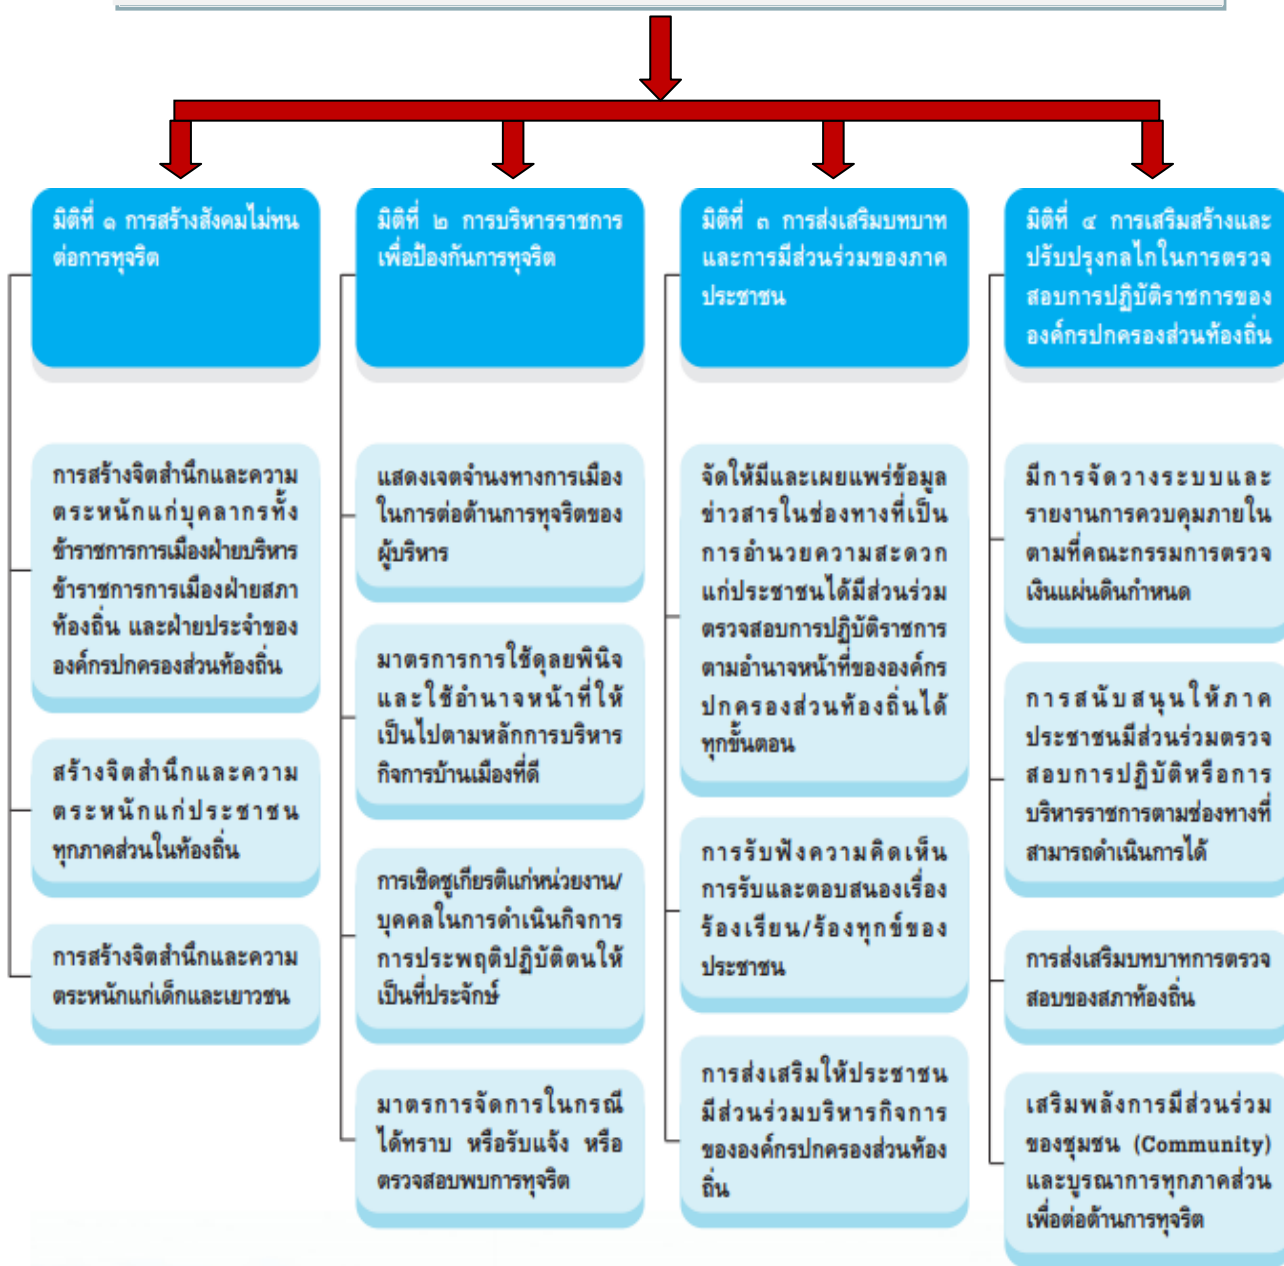 มิติที่ ๑ การสร้างสังคมไม่ทน
ต่อการทุจริต
การสร้างจิตสำนึกและความ
ตระหนักแก่บุคลากรทั้ง
ข้าราชการการเมืองฝ่ายบริหาร
ข้าราชการการเมืองฝ่ายสภา
ท้องถิ่น และฝ่ายประจำของ
องค์กรปกครองส่วนท้องถิ่น
สร้างจิตสำนึกและความ
ตระหนักแก่ประชาชน
ทุกภาคส่วนในท้องถิ่น
การสร้างจิตสำนึกและความ
ตระหนักแก่เด็กและเยาวชน
มิติที่ ๒ การบริหารราชการ
เพื่อป้องกันการทุจริต
แสดงเจตจำนงทางการเมือง
ในการต่อต้านการทุจริตของ
ผู้บริหาร
มาตรการการใช้ดุลยพินิจ
และใช้อำนาจหน้าที่ให้
เป็นไปตามหลักการบริหาร
กิจการบ้านเมืองที่ดี
การเชิดชูเกียรติแก่หน่วยงาน/
บุคคลในการดำเนินกิจการ
การประพฤติปฏิบัติตนให้
เป็นที่ประจักษ์
มาตรการจัดการในกรณี
ได้ทราบ หรือรับแจ้ง หรือ
ตรวจสอบพบการทุจริต
มิติที่ ๓ การส่งเสริมบทบาท
และการมีส่วนร่วมของภาค
ประชาชน
จัดให้มีและเผยแพร่ข้อมูล
ข่าวสารในช่องทางที่เป็น
การอำนวยความสะดวก
แก่ประชาชนได้มีส่วนร่วม
ตรวจสอบการปฏิบัติราชการ
ตามอำนาจหน้าที่ขององค์กร
ปกครองส่วนท้องถิ่นได้
ทุกขั้นตอน
การรับฟังความคิดเห็น
การรับและตอบสนองเรื่อง
ร้องเรียน/ร้องทุกข์ของ
ประชาชน
การส่งเสริมให้ประชาชน
มีส่วนร่วมบริหารกิจการ
ขององค์กรปกครองส่วนท้อง
ถิ่น
มิติที่ ๔ การเสริมสร้างและ
ปรับปรุงกลไกในการตรวจ
สอบการปฏิบัติราชการของ
องค์กรปกครองส่วนท้องถิ่น
มีการจัดวางระบบและ
รายงานการควบคุมภายใน
ตามที่คณะกรรมการตรวจ
เงินแผ่นดินกำหนด
การสนับสนุนให้ภาค
ประชาชนมีส่วนร่วมตรวจ
สอบการปฏิบัติหรือการ
บริหารราชการตามช่องทางที่
สามารถดำเนินการได้
การส่งเสริมบทบาทการตรวจ
สอบของสภาท้องถิ่น
เสริมพลังการมีส่วนร่วม
ของชุมชน (Community)
และบูรณาการทุกภาคส่วน
เพื่อต่อต้านการทุจริต